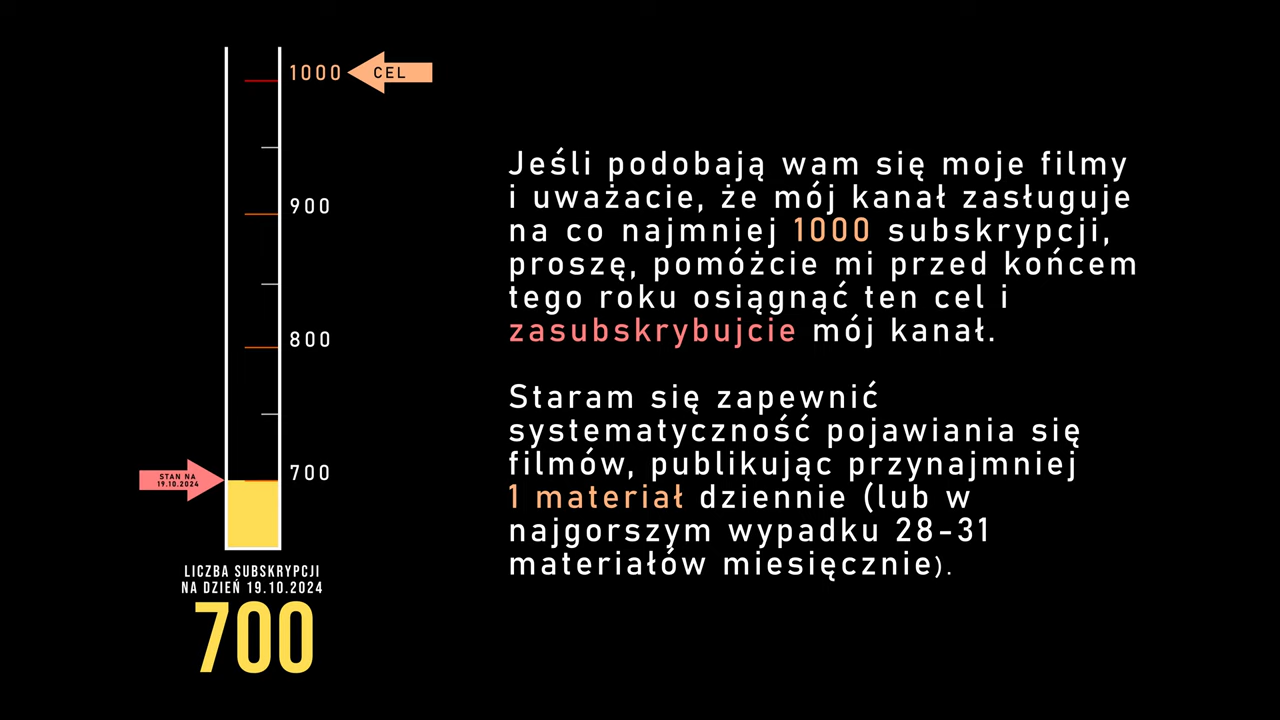 1000
CEL
900
800
700
STAN NA
19.10.2024
LICZBA SUBSKRYPCJI
NA DZIEŃ 19.10.2024
700
Jeśli podobają wam się moje filmy
i uważacie, że mój kanał zasługuje
na co najmniej 1000 subskrypcji,
proszę, pomóżcie mi przed końcem
tego roku osiągnąć ten cel i
zasubskrybujcie mój kanał.
Staram się zapewnić
systematyczność pojawiania się
filmów, publikując przynajmniej
1 materiał dziennie (lub w
najgorszym wypadku 28-31
materiałów miesięcznie).